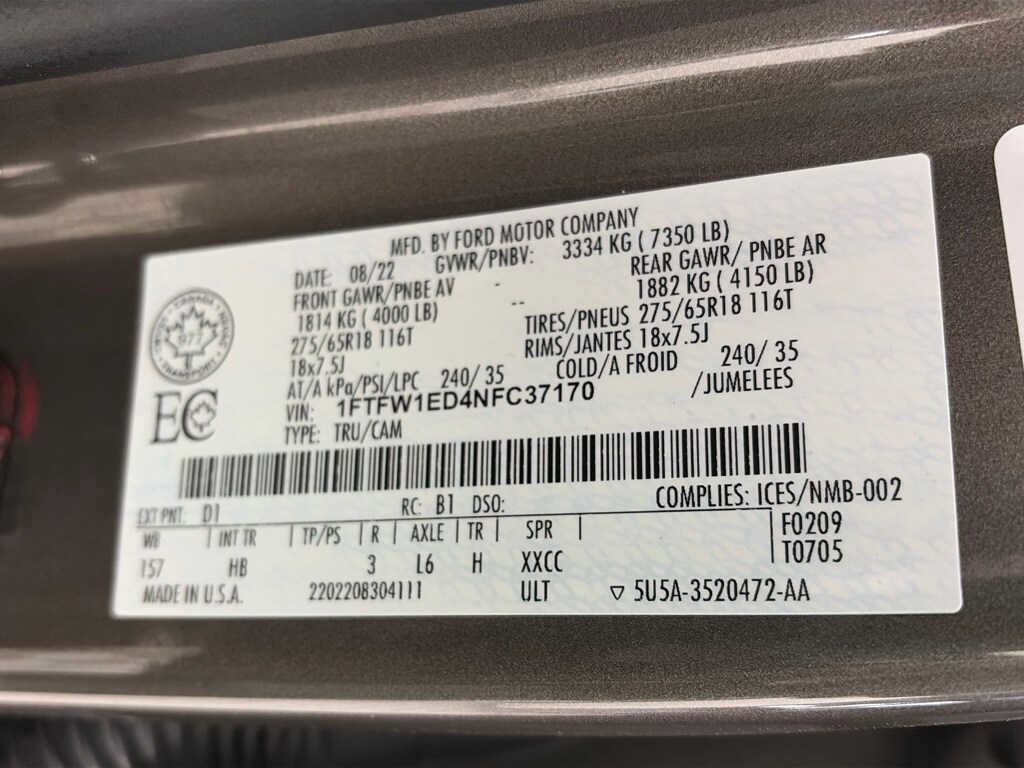 MFD. BY FORD MOTOR COMPANY
DATE: 08/22 GVWR/PNBV: 3334 KG ( 7350 LB)
FRONT GAWR/PNBE AV - REAR GAWR/ PNBE AR
1814 KG ( 4000 LB) -- 1882 KG ( 4150 LB)
275/65R18 116T TIRES/PNEUS 275/65R18 116T
18x7.5J RIMS/JANTES 18x7.5J
AT/A kPa/PSI/LPC 240/ 35 COLD/A FROID 240/ 35
VIN: 1FTFW1ED4NFC37170 /JUMELEES
TYPE: TRU/CAM
CANADA
TRANSPORT
EC
COMPLIES: ICES/NMB-002
EXT PNT: D1 RC: B1 DSO:
WB | INT TR | TP/PS | R | AXLE | TR | SPR | F0209
157 HB 3 L6 H XXCC T0705
MADE IN U.S.A. 2202208304111 ULT ▽ 5U5A-3520472-AA